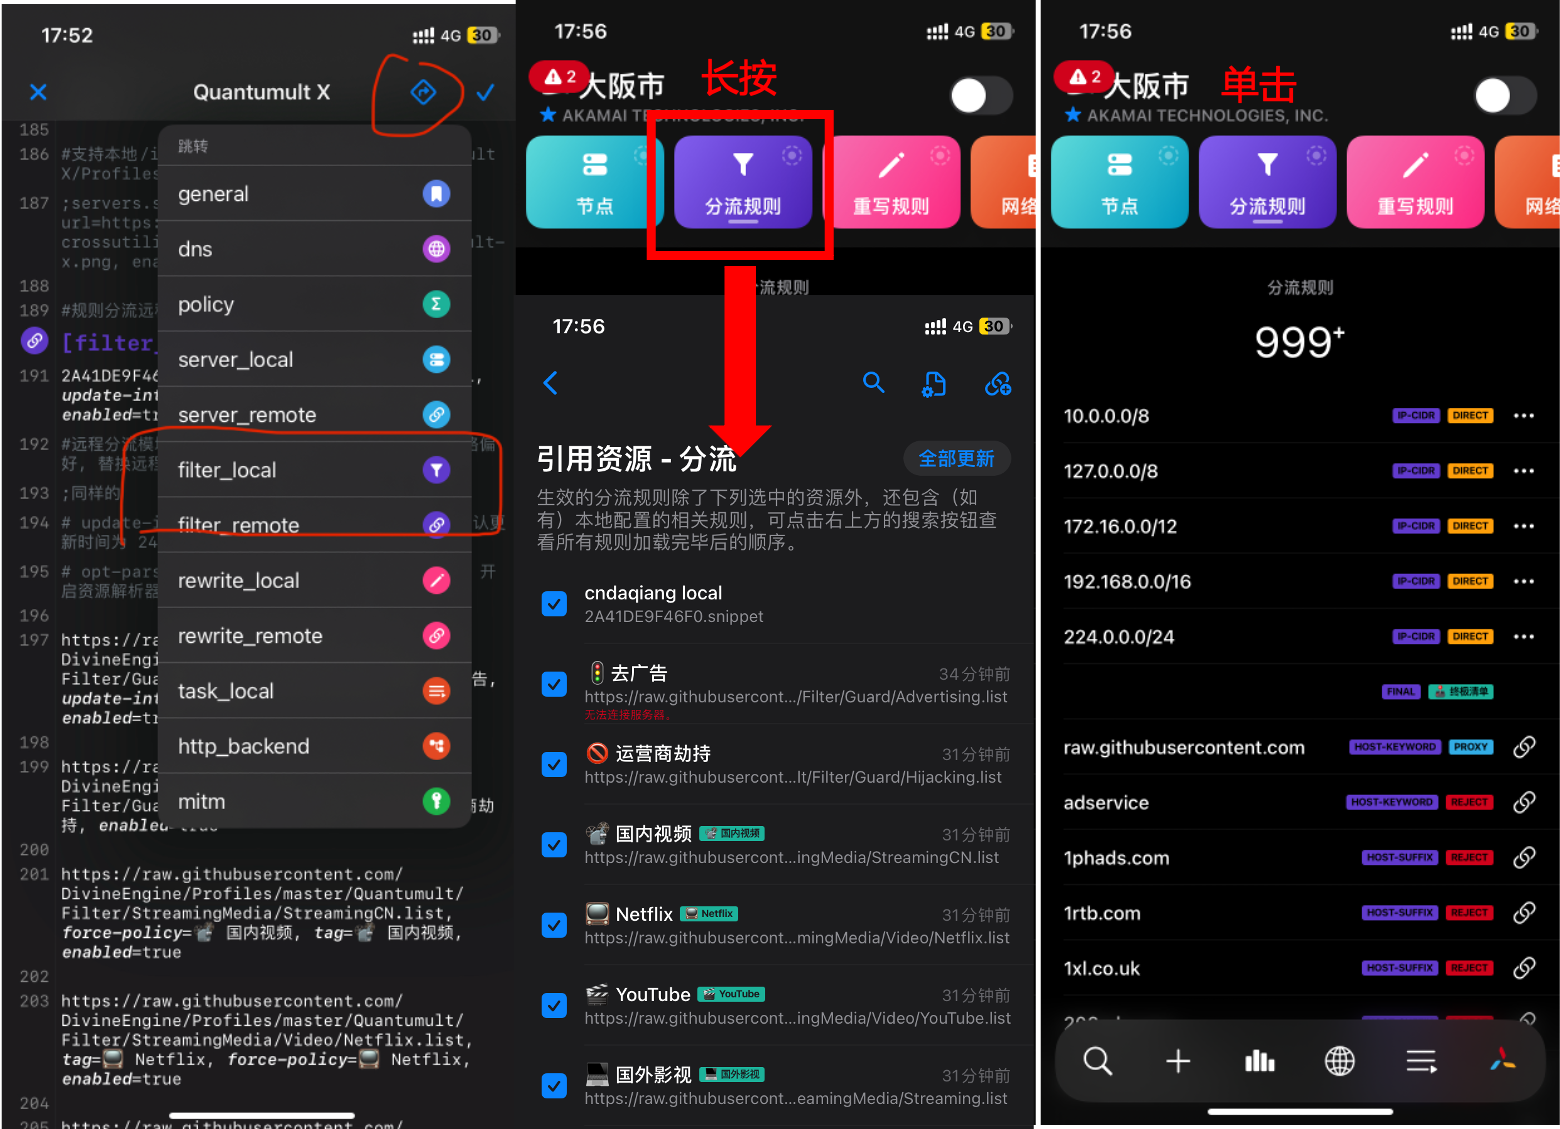 17:52
4G 30
Quantumult X
185
186 #支持本地/i
ult
X/Profiles
187 ;servers.s
url=https:
crossutili
ult-
x.png, ena
188
189 #规则分流远程
[filter_
191 2A41DE9F46
update-int
enabled=tr
192 #远程分流模
偏
好, 替换远程
193 ;同样的
194 # update-i
认更
新时间为 24
195 # opt-pars
开
启资源解析器
196
197 https://ra
DivineEngi
Filter/Gua
告,
update-int
enabled=tr
198
199 https://ra
DivineEngi
Filter/Gua
商劫
持, enabled=true
200
201 https://raw.githubusercontent.com/
DivineEngine/Profiles/master/Quantumult/
Filter/StreamingMedia/StreamingCN.list,
force-policy=📽 国内视频, tag=📽 国内视频,
enabled=true
202
203 https://raw.githubusercontent.com/
DivineEngine/Profiles/master/Quantumult/
Filter/StreamingMedia/Video/Netflix.list,
tag=📺 Netflix, force-policy=📺 Netflix,
enabled=true
204
205 https://raw.githubusercontent.com/
跳转
general
dns
policy
server_local
server_remote
filter_local
filter_remote
rewrite_local
rewrite_remote
task_local
http_backend
mitm
17:56
4G 30
2
大阪市
长按
AKAMAI TECHNOLOGIES, INC.
节点
分流规则
重写规则
网络
分流规则
17:56
4G 30
引用资源 - 分流
全部更新
生效的分流规则除了下列选中的资源外，还包含（如
有）本地配置的相关规则，可点击右上方的搜索按钮查
看所有规则加载完毕后的顺序。
cndaqiang local
2A41DE9F46F0.snippet
🚦去广告 34分钟前
https://raw.githubusercont.../Filter/Guard/Advertising.list
无法连接服务器。
🚫 运营商劫持 31分钟前
https://raw.githubusercont...lt/Filter/Guard/Hijacking.list
📽 国内视频 📽 国内视频 31分钟前
https://raw.githubusercont...ingMedia/StreamingCN.list
📺 Netflix 📺 Netflix 31分钟前
https://raw.githubusercont...mingMedia/Video/Netflix.list
🎬 YouTube 🎬 YouTube 31分钟前
https://raw.githubusercont...ingMedia/Video/YouTube.list
💻 国外影视 💻 国外影视 31分钟前
https://raw.githubusercont...eamingMedia/Streaming.list
17:56
4G 30
2
大阪市
单击
AKAMAI TECHNOLOGIES, INC.
节点
分流规则
重写规则
网络
分流规则
999+
10.0.0.0/8 IP-CIDR DIRECT
127.0.0.0/8 IP-CIDR DIRECT
172.16.0.0/12 IP-CIDR DIRECT
192.168.0.0/16 IP-CIDR DIRECT
224.0.0.0/24 IP-CIDR DIRECT
FINAL 终极清单
raw.githubusercontent.com HOST-KEYWORD PROXY
adservice HOST-KEYWORD REJECT
1phads.com HOST-SUFFIX REJECT
1rtb.com HOST-SUFFIX REJECT
1xl.co.uk HOST-SUFFIX REJECT